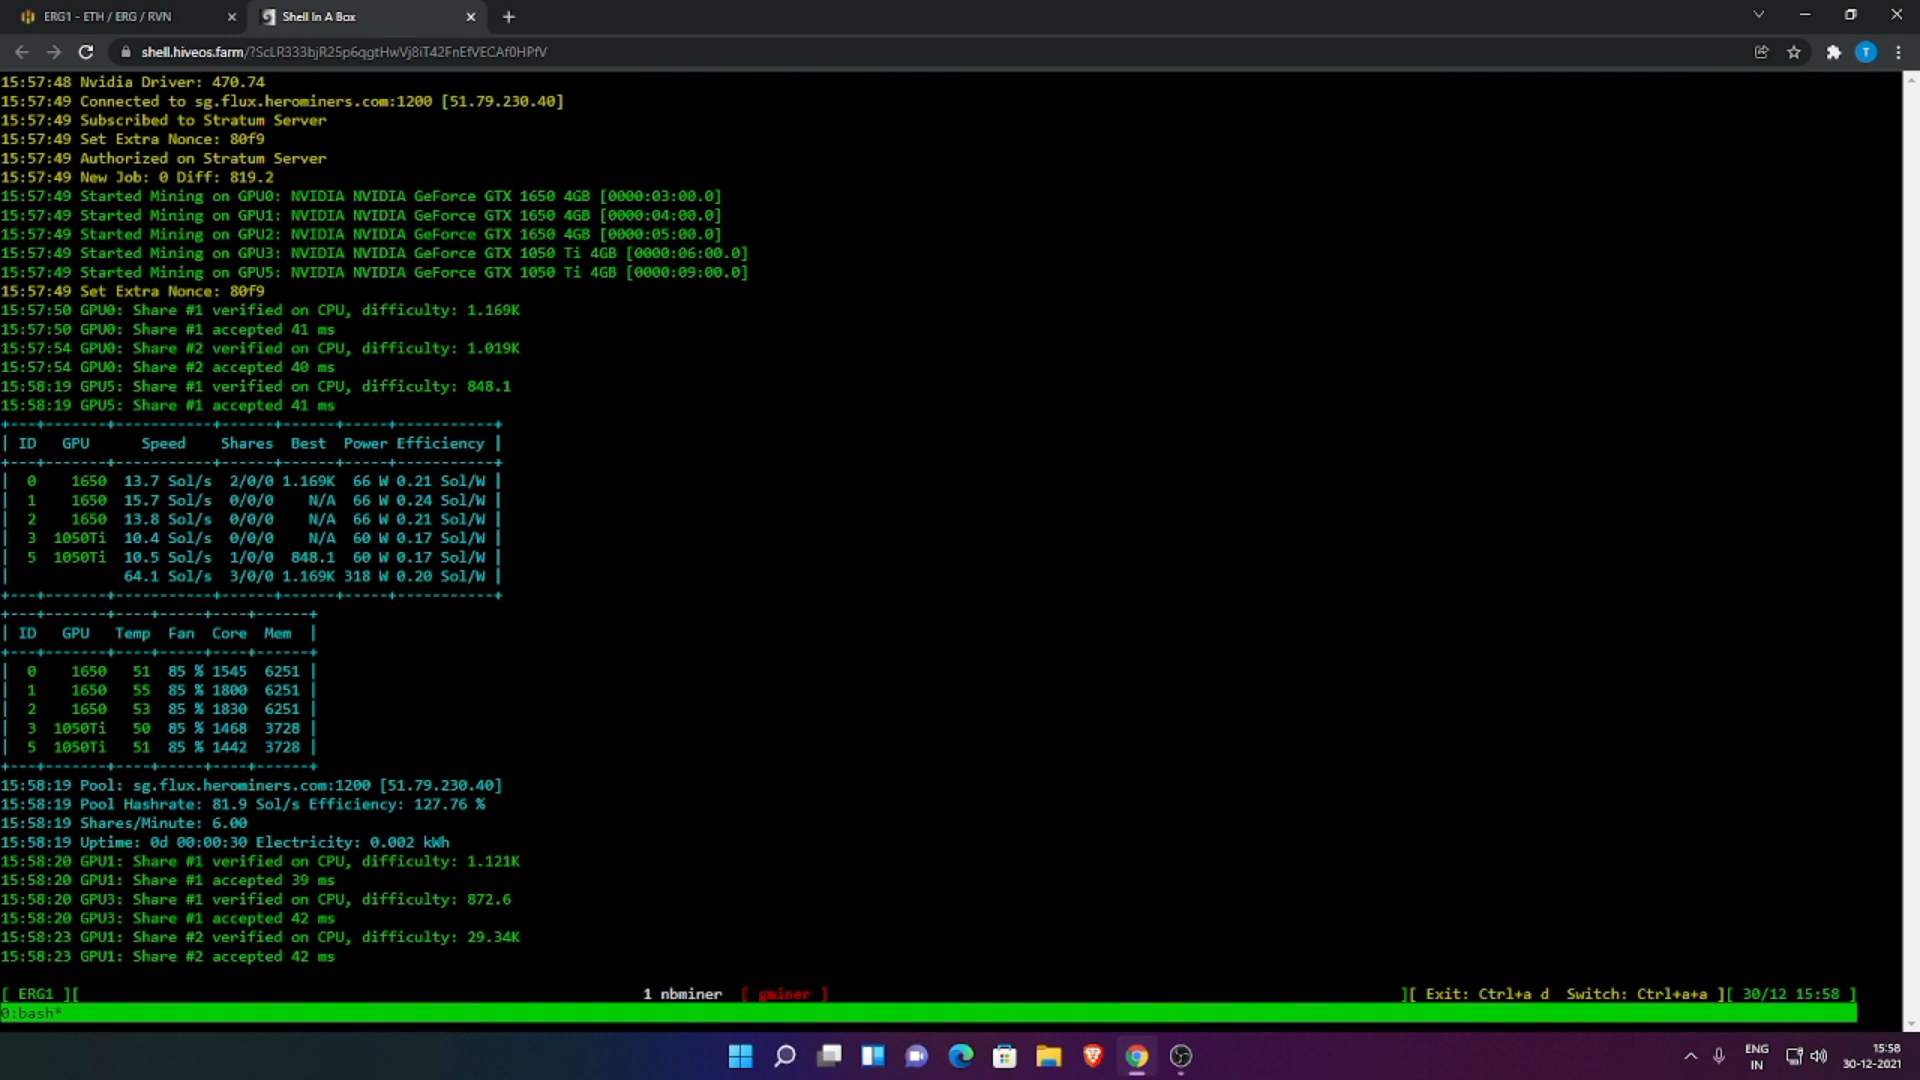 ERG1 - ETH / ERG / RVN
Shell In A Box
shell.hiveos.farm/?ScLR333bjR25p6qgtHwVj8iT42FnEfVECAf0HPfV
T
15:57:48 Nvidia Driver: 470.74
15:57:49 Connected to sg.flux.herominers.com:1200 [51.79.230.40]
15:57:49 Subscribed to Stratum Server
15:57:49 Set Extra Nonce: 80f9
15:57:49 Authorized on Stratum Server
15:57:49 New Job: 0 Diff: 819.2
15:57:49 Started Mining on GPU0: NVIDIA NVIDIA GeForce GTX 1650 4GB [0000:03:00.0]
15:57:49 Started Mining on GPU1: NVIDIA NVIDIA GeForce GTX 1650 4GB [0000:04:00.0]
15:57:49 Started Mining on GPU2: NVIDIA NVIDIA GeForce GTX 1650 4GB [0000:05:00.0]
15:57:49 Started Mining on GPU3: NVIDIA NVIDIA GeForce GTX 1050 Ti 4GB [0000:06:00.0]
15:57:49 Started Mining on GPU5: NVIDIA NVIDIA GeForce GTX 1050 Ti 4GB [0000:09:00.0]
15:57:49 Set Extra Nonce: 80f9
15:57:50 GPU0: Share #1 verified on CPU, difficulty: 1.169K
15:57:50 GPU0: Share #1 accepted 41 ms
15:57:54 GPU0: Share #2 verified on CPU, difficulty: 1.019K
15:57:54 GPU0: Share #2 accepted 40 ms
15:58:19 GPU5: Share #1 verified on CPU, difficulty: 848.1
15:58:19 GPU5: Share #1 accepted 41 ms
| ID GPU Speed Shares Best Power Efficiency |
| 0 1650 13.7 Sol/s 2/0/0 1.169K 66 W 0.21 Sol/W |
| 1 1650 15.7 Sol/s 0/0/0 N/A 66 W 0.24 Sol/W |
| 2 1650 13.8 Sol/s 0/0/0 N/A 66 W 0.21 Sol/W |
| 3 1050Ti 10.4 Sol/s 0/0/0 N/A 60 W 0.17 Sol/W |
| 5 1050Ti 10.5 Sol/s 1/0/0 848.1 60 W 0.17 Sol/W |
| 64.1 Sol/s 3/0/0 1.169K 318 W 0.20 Sol/W |
| ID GPU Temp Fan Core Mem |
| 0 1650 51 85 % 1545 6251 |
| 1 1650 55 85 % 1800 6251 |
| 2 1650 53 85 % 1830 6251 |
| 3 1050Ti 50 85 % 1468 3728 |
| 5 1050Ti 51 85 % 1442 3728 |
15:58:19 Pool: sg.flux.herominers.com:1200 [51.79.230.40]
15:58:19 Pool Hashrate: 81.9 Sol/s Efficiency: 127.76 %
15:58:19 Shares/Minute: 6.00
15:58:19 Uptime: 0d 00:00:30 Electricity: 0.002 kWh
15:58:20 GPU1: Share #1 verified on CPU, difficulty: 1.121K
15:58:20 GPU1: Share #1 accepted 39 ms
15:58:20 GPU3: Share #1 verified on CPU, difficulty: 872.6
15:58:20 GPU3: Share #1 accepted 42 ms
15:58:23 GPU1: Share #2 verified on CPU, difficulty: 29.34K
15:58:23 GPU1: Share #2 accepted 42 ms
[ ERG1 ][ 1 nbminer [ gminer ] ][ Exit: Ctrl+a d Switch: Ctrl+a+a ][ 30/12 15:58 ]
0:bash*
ENG
IN
15:58
30-12-2021